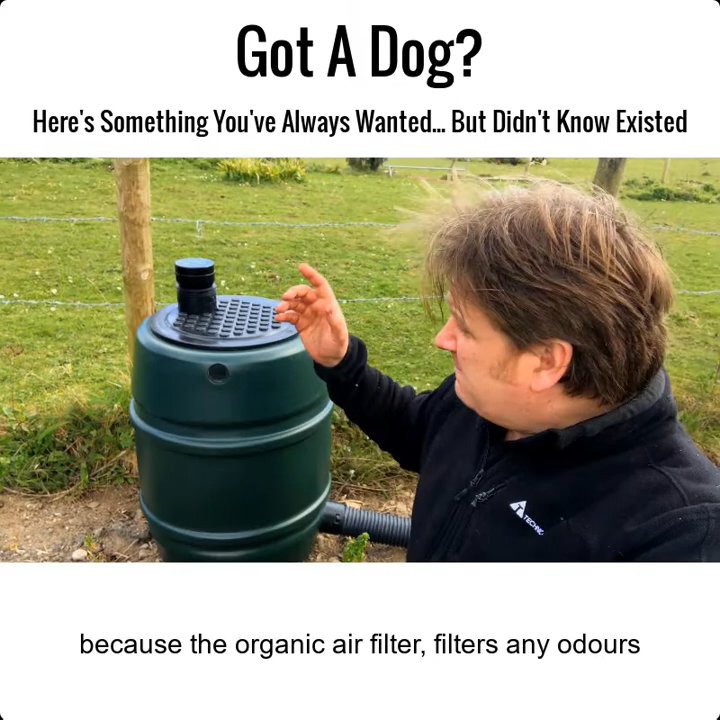 Got A Dog?
Here's Something You've Always Wanted... But Didn't Know Existed
TECHNIC
because the organic air filter, filters any odours